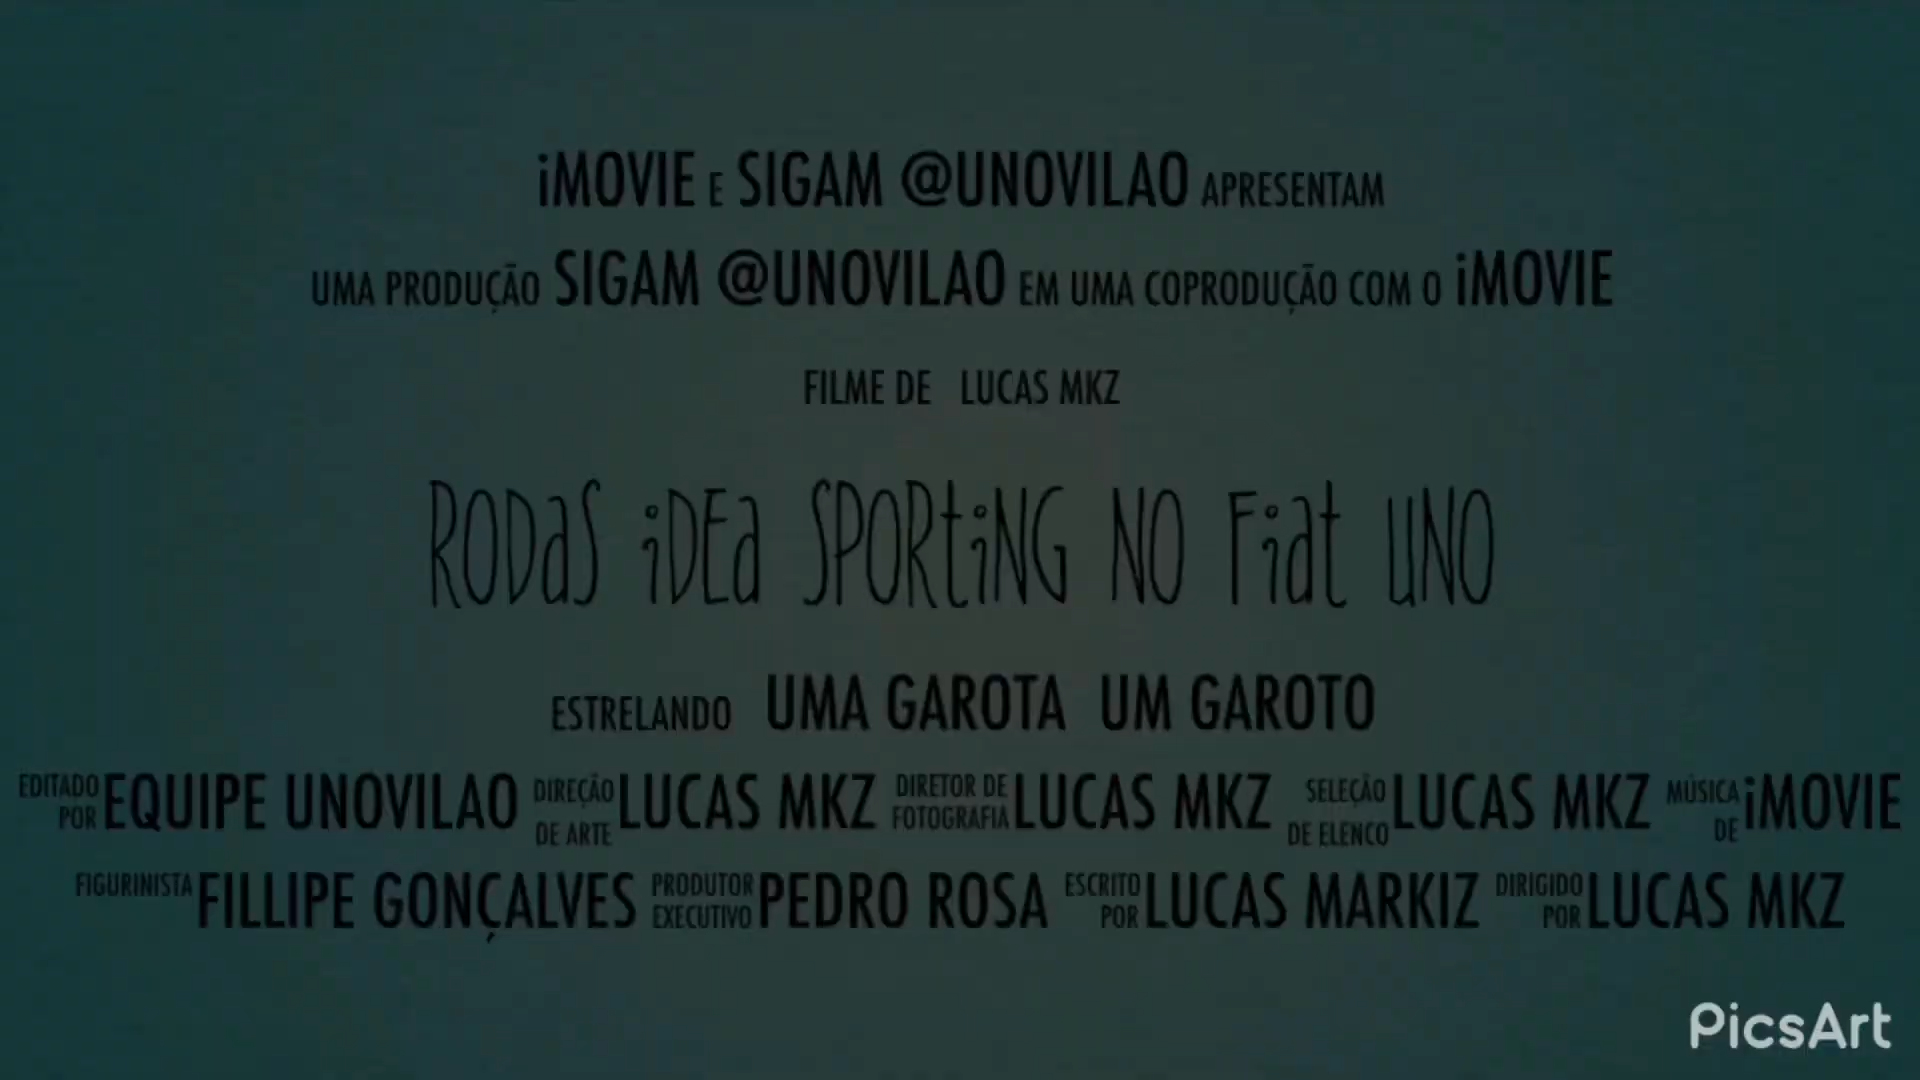 iMOVIE E SIGAM @UNOVILAO APRESENTAM
UMA PRODUÇÃO SIGAM @UNOVILAO EM UMA COPRODUÇÃO COM O iMOVIE
FILME DE LUCAS MKZ
RODaS iDEa SPORtiNG NO Fiat UNO
ESTRELANDO UMA GAROTA UM GAROTO
EDITADO POR EQUIPE UNOVILAO DIREÇÃO DE ARTE LUCAS MKZ DIRETOR DE FOTOGRAFIA LUCAS MKZ SELEÇÃO DE ELENCO LUCAS MKZ MÚSICA DE iMOVIE
FIGURINISTA FILLIPE GONÇALVES PRODUTOR EXECUTIVO PEDRO ROSA ESCRITO POR LUCAS MARKIZ DIRIGIDO POR LUCAS MKZ
PicsArt